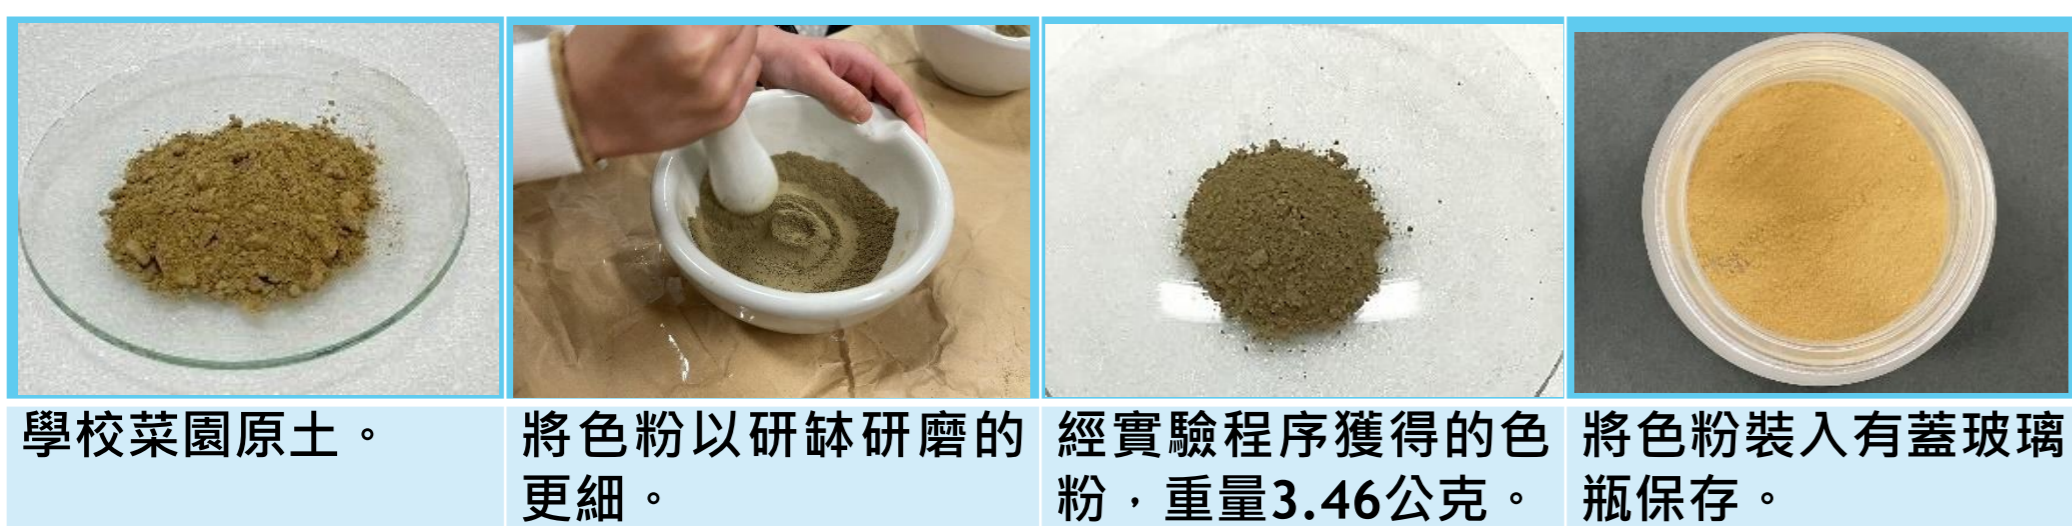 學校菜園原土。
將色粉以研缽研磨的
更細。
經實驗程序獲得的色
粉，重量3.46公克。
將色粉裝入有蓋玻璃
瓶保存。